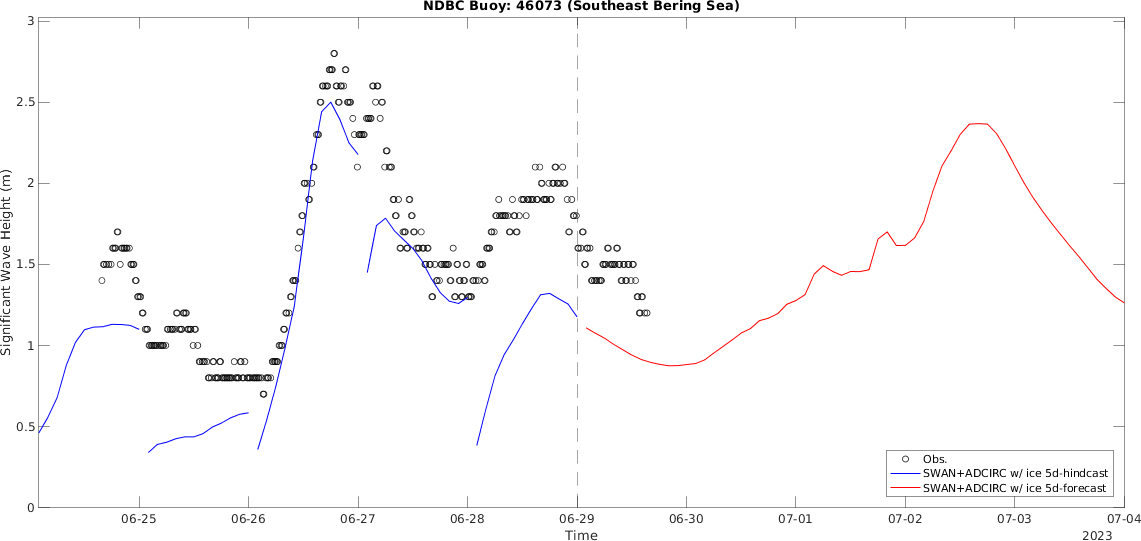 NDBC Buoy: 46073 (Southeast Bering Sea)
Significant Wave Height (m)
3
2.5
2
1.5
1
0.5
0
Obs.
SWAN+ADCIRC w/ ice 5d-hindcast
SWAN+ADCIRC w/ ice 5d-forecast
06-25 06-26 06-27 06-28 06-29 06-30 07-01 07-02 07-03 07-04
Time
2023